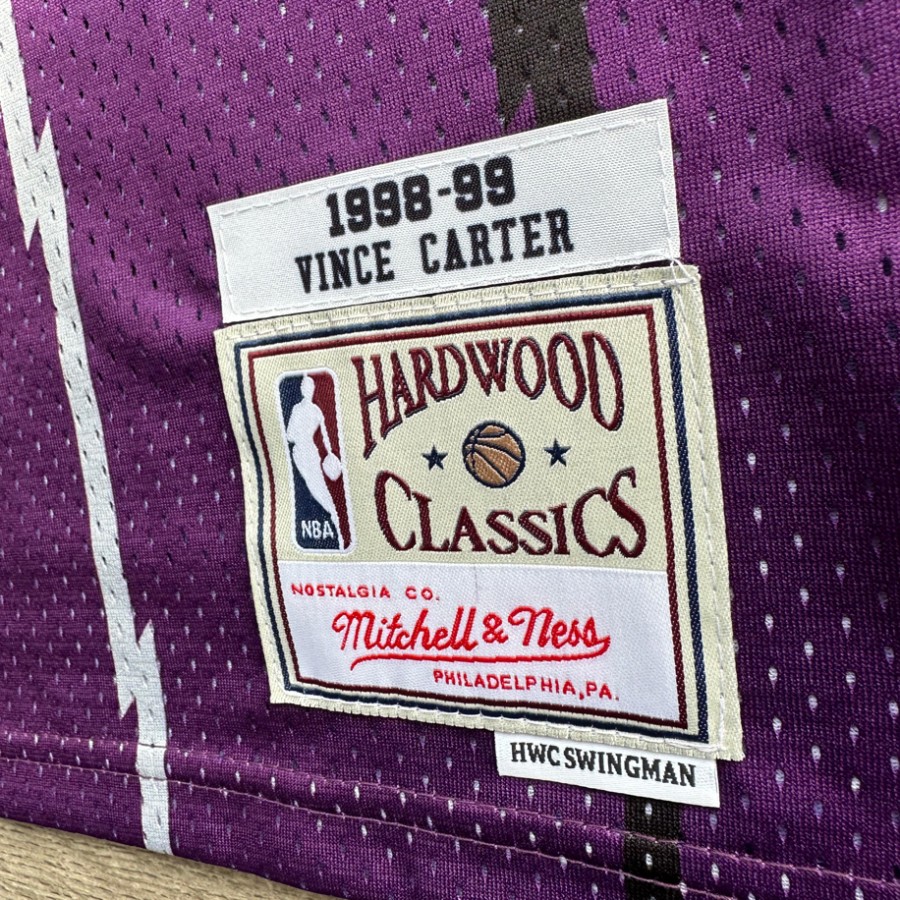 1998-99
VINCE CARTER
HARDWOOD
CLASSICS
NBA
NOSTALGIA CO.
Mitchell & Ness
PHILADELPHIA, PA.
HWC SWINGMAN